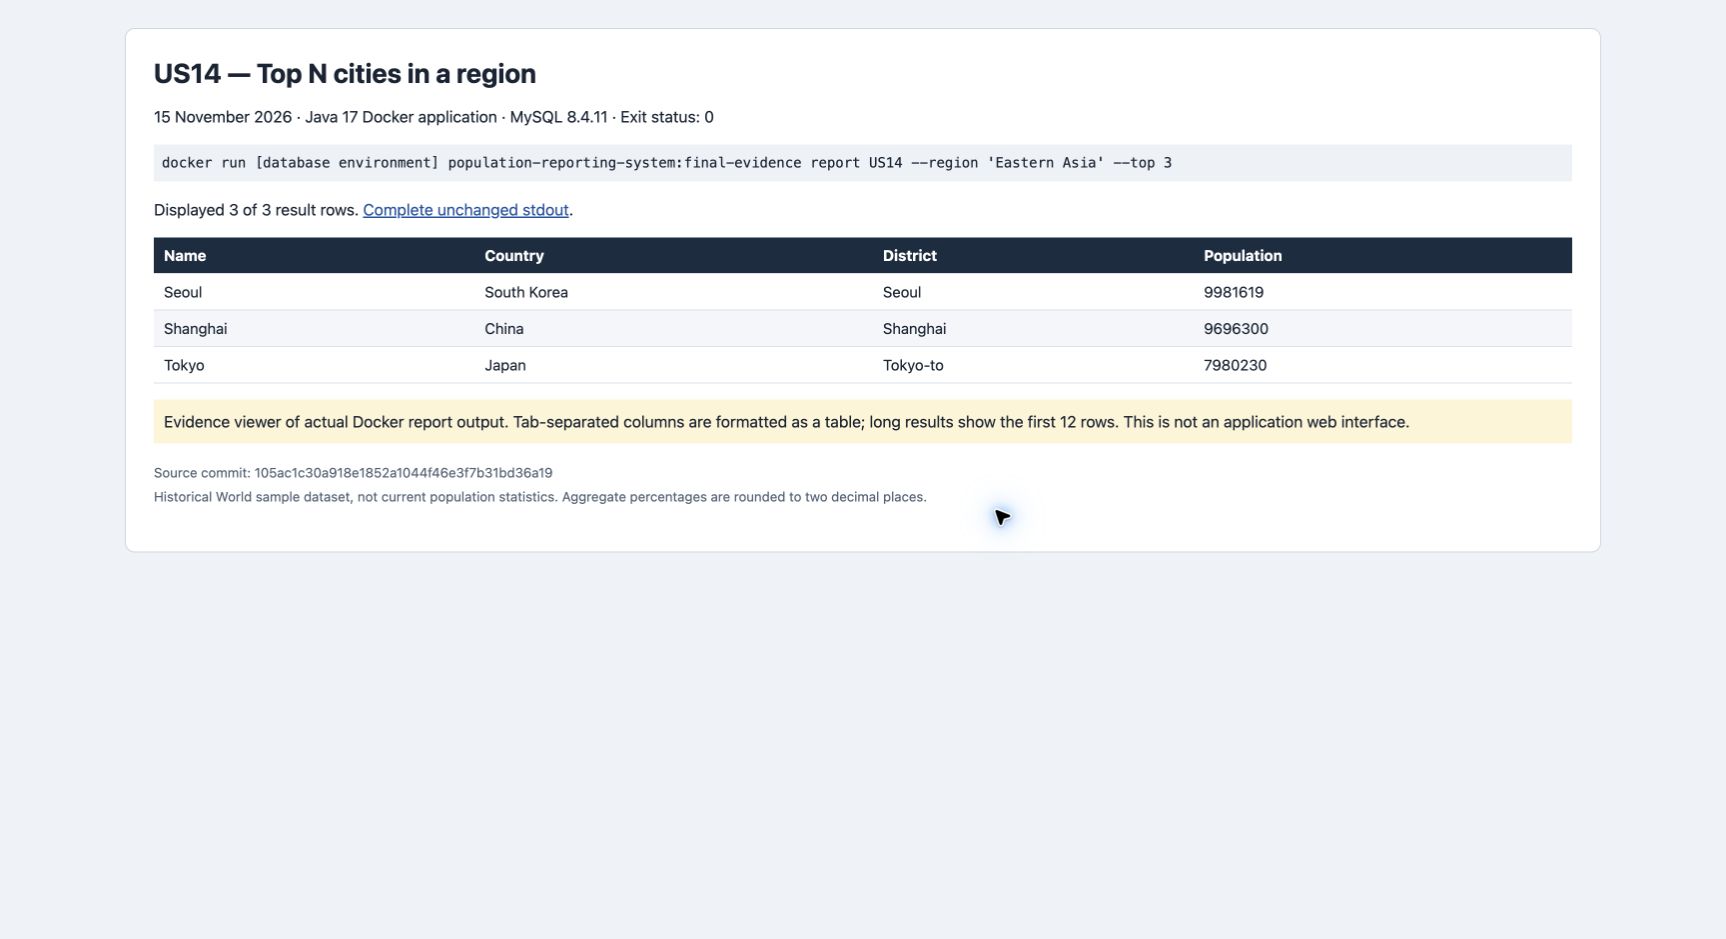 US14 — Top N cities in a region
15 November 2026 · Java 17 Docker application · MySQL 8.4.11 · Exit status: 0
docker run [database environment] population-reporting-system:final-evidence report US14 --region 'Eastern Asia' --top 3
Displayed 3 of 3 result rows. Complete unchanged stdout.
Name Country District Population
Seoul South Korea Seoul 9981619
Shanghai China Shanghai 9696300
Tokyo Japan Tokyo-to 7980230
Evidence viewer of actual Docker report output. Tab-separated columns are formatted as a table; long results show the first 12 rows. This is not an application web interface.
Source commit: 105ac1c30a918e1852a1044f46e3f7b31bd36a19
Historical World sample dataset, not current population statistics. Aggregate percentages are rounded to two decimal places.